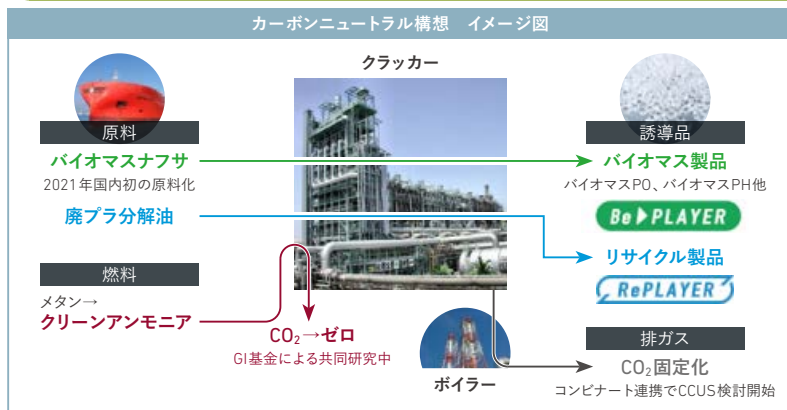 カーボンニュートラル構想 イメージ図
クラッカー
原料
バイオマスナフサ
2021年国内初の原料化
廃プラ分解油
燃料
メタン→
クリーンアンモニア
CO₂→ゼロ
GI基金による共同研究中
ボイラー
誘導品
バイオマス製品
バイオマスPO、バイオマスPH他
Be▶PLAYER
リサイクル製品
RePLAYER
排ガス
CO₂固定化
コンビナート連携でCCUS検討開始